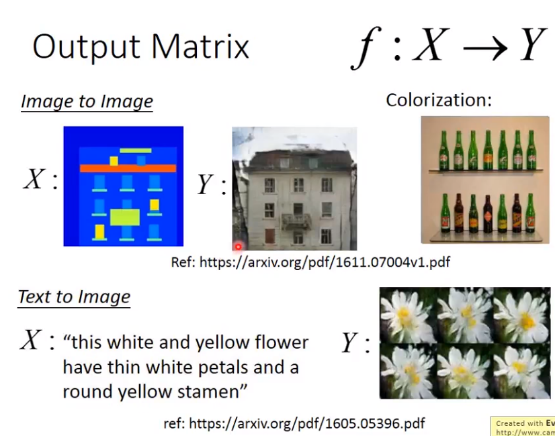 Output Matrix
f : X → Y
Image to Image
Colorization:
X :
Y :
Ref: https://arxiv.org/pdf/1611.07004v1.pdf
Text to Image
X : “this white and yellow flower
have thin white petals and a
round yellow stamen”
Y :
ref: https://arxiv.org/pdf/1605.05396.pdf
Created with
http://www.